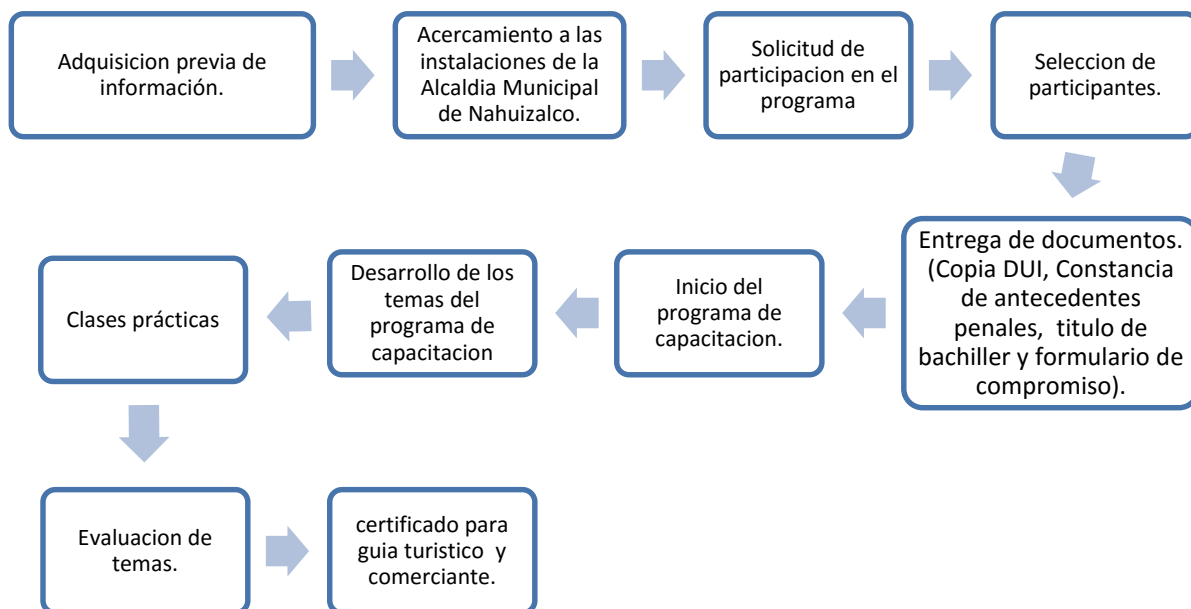 Adquisicion previa de
información.
Acercamiento a las
instalaciones de la
Alcaldia Municipal
de Nahuizalco.
Solicitud de
participacion en el
programa
Seleccion de
participantes.
Entrega de documentos.
(Copia DUI, Constancia
de antecedentes
penales, titulo de
bachiller y formulario de
compromiso).
Inicio del
programa de
capacitacion.
Desarrollo de los
temas del
programa de
capacitacion
Clases prácticas
Evaluacion de
temas.
certificado para
guia turistico y
comerciante.